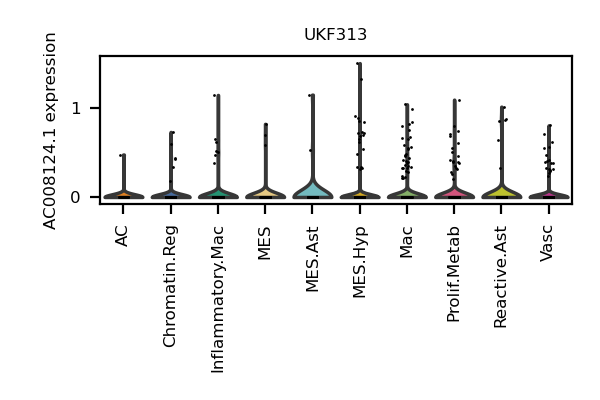 UKF313
AC008124.1 expression
1
0
AC
Chromatin.Reg
Inflammatory.Mac
MES
MES.Ast
MES.Hyp
Mac
Prolif.Metab
Reactive.Ast
Vasc